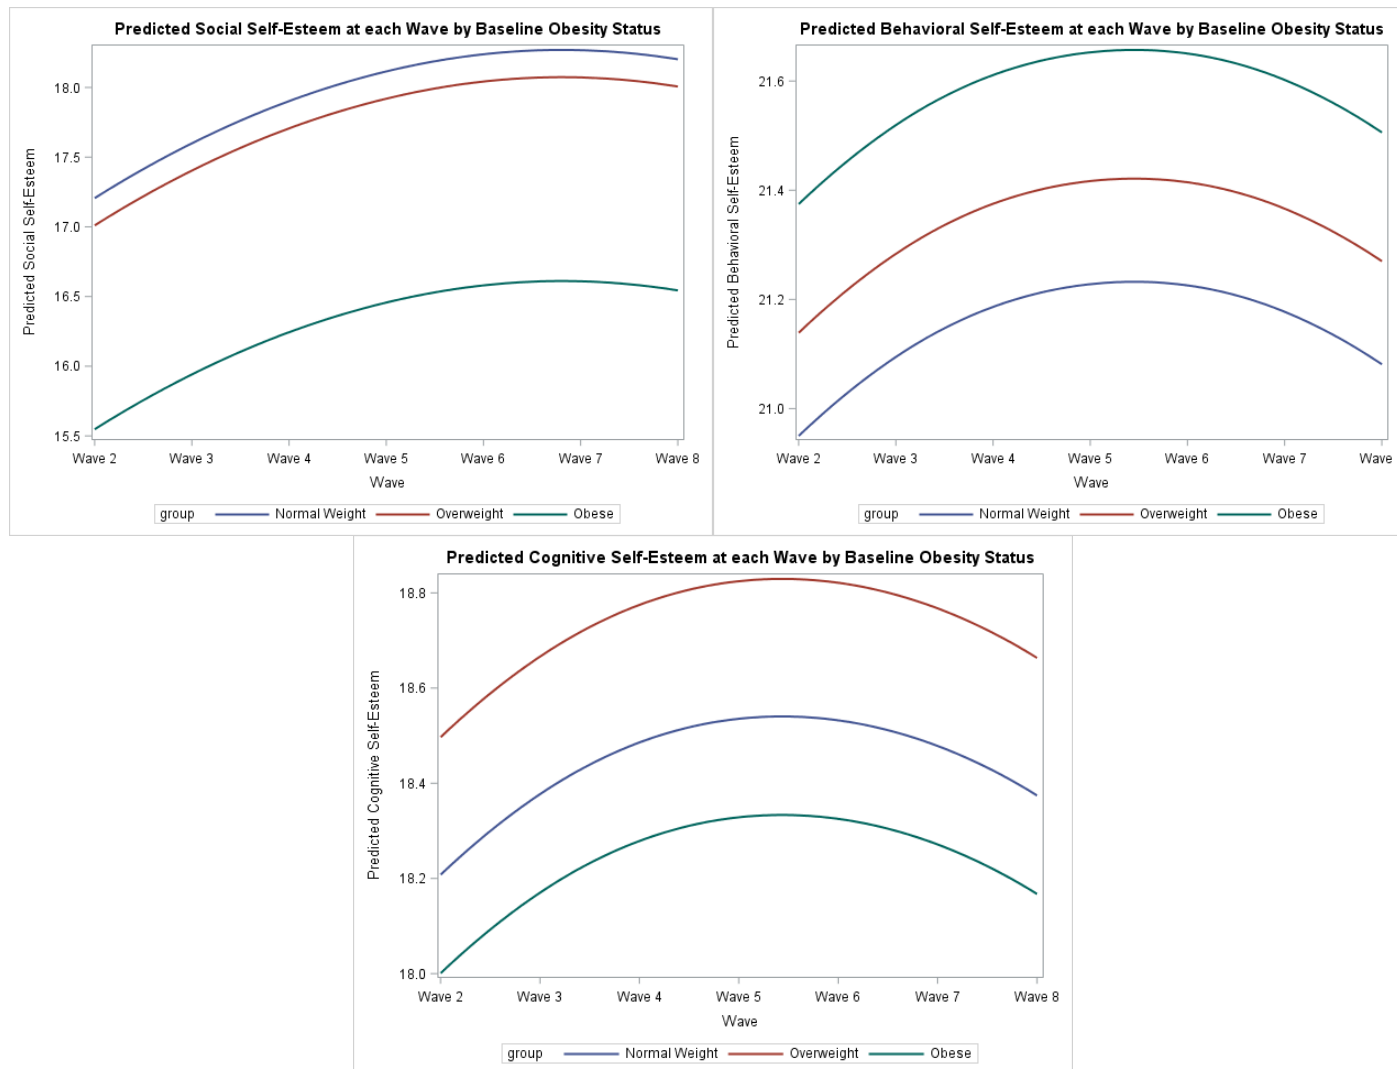 Predicted Social Self-Esteem at each Wave by Baseline Obesity Status
Predicted Social Self-Esteem
18.0
17.5
17.0
16.5
16.0
15.5
Wave 2 Wave 3 Wave 4 Wave 5 Wave 6 Wave 7 Wave 8
Wave
group Normal Weight Overweight Obese
Predicted Behavioral Self-Esteem at each Wave by Baseline Obesity Status
Predicted Behavioral Self-Esteem
21.6
21.4
21.2
21.0
Wave 2 Wave 3 Wave 4 Wave 5 Wave 6 Wave 7 Wave
Wave
group Normal Weight Overweight Obese
Predicted Cognitive Self-Esteem at each Wave by Baseline Obesity Status
Predicted Cognitive Self-Esteem
18.8
18.6
18.4
18.2
18.0
Wave 2 Wave 3 Wave 4 Wave 5 Wave 6 Wave 7 Wave 8
Wave
group Normal Weight Overweight Obese